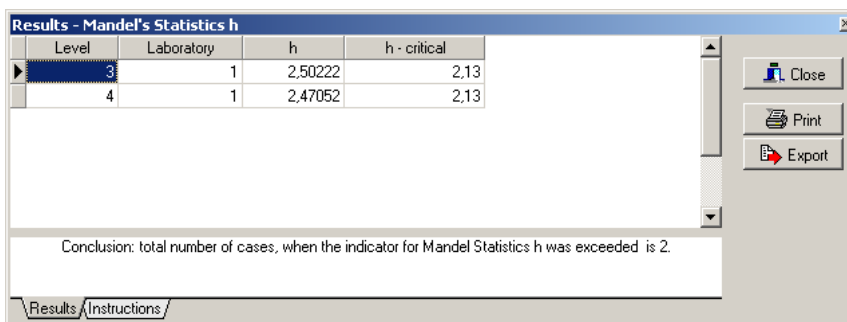 Results - Mandel's Statistics h
Level Laboratory h h - critical
3 1 2,50222 2,13
4 1 2,47052 2,13
Close
Print
Export
Conclusion: total number of cases, when the indicator for Mandel Statistics h was exceeded is 2.
Results Instructions